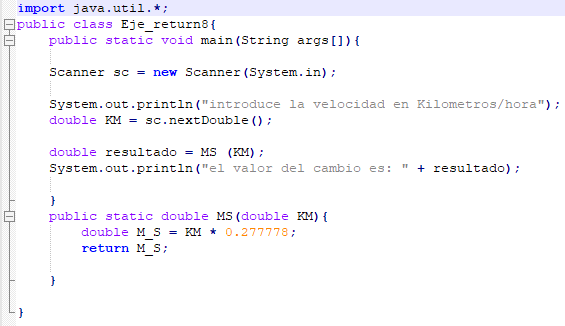 import java.util.*;
public class Eje_return8{
public static void main(String args[]){
Scanner sc = new Scanner(System.in);
System.out.println("introduce la velocidad en Kilometros/hora");
double KM = sc.nextDouble();
double resultado = MS (KM);
System.out.println("el valor del cambio es: " + resultado);
}
public static double MS(double KM){
double M_S = KM * 0.277778;
return M_S;
}
}